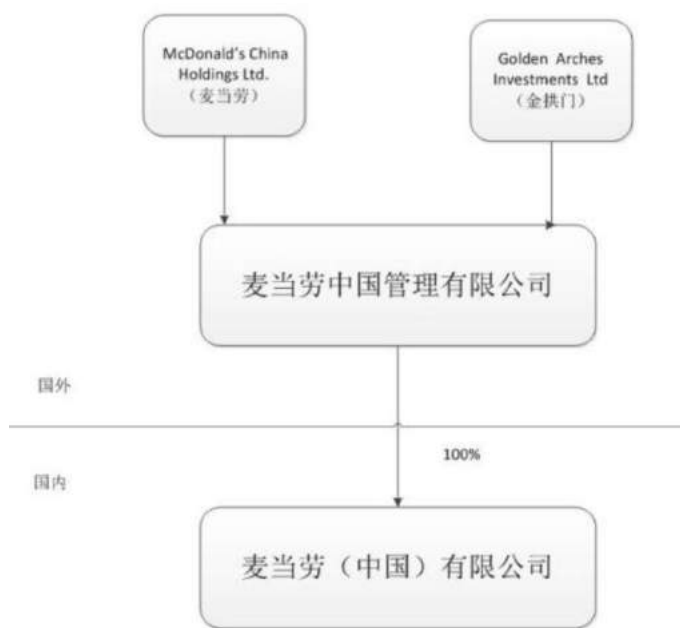 McDonald's China
Holdings Ltd.
（麦当劳）
Golden Arches
Investments Ltd
（金拱门）
麦当劳中国管理有限公司
国外
100%
国内
麦当劳（中国）有限公司